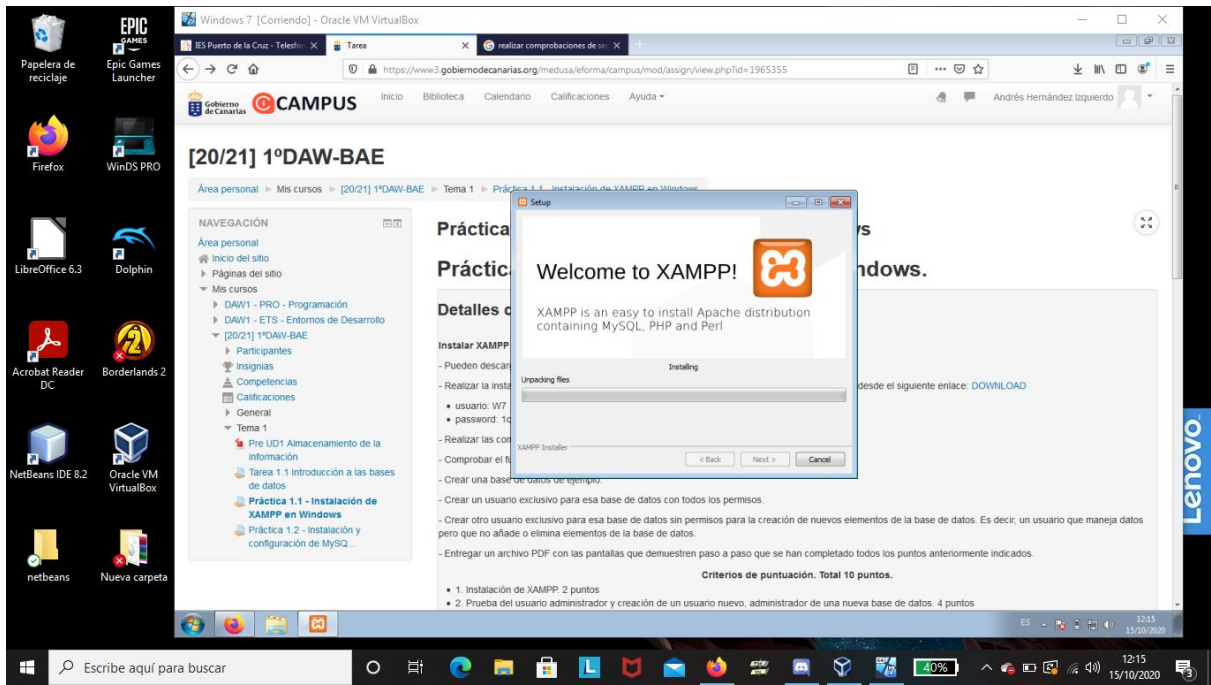 Papelera de
reciclaje
Epic Games
Launcher
EPIC
GAMES
Firefox
WinDS PRO
LibreOffice 6.3
Dolphin
Acrobat Reader
DC
Borderlands 2
NetBeans IDE 8.2
Oracle VM
VirtualBox
netbeans
Nueva carpeta
Windows 7 [Corriendo] - Oracle VM VirtualBox
IES Puerto de la Cruz - Telesfor
Tarea
realizar comprobaciones de se
https://www3.gobiernodecanarias.org/medusa/eforma/campus/mod/assign/view.php?id=1965355
Gobierno
de Canarias
CAMPUS
Inicio
Biblioteca
Calendario
Calificaciones
Ayuda
Andrés Hernández Izquierdo
[20/21] 1ºDAW-BAE
Área personal
Mis cursos
[20/21] 1ºDAW-BAE
Tema 1
Práctica 1.1 - Instalación de XAMPP en Windows
NAVEGACIÓN
Área personal
Inicio del sitio
Páginas del sitio
Mis cursos
DAW1 - PRO - Programación
DAW1 - ETS - Entornos de Desarrollo
[20/21] 1ºDAW-BAE
Participantes
Insignias
Competencias
Calificaciones
General
Tema 1
Pre UD1 Almacenamiento de la
información
Tarea 1.1 Introducción a las bases
de datos
Práctica 1.1 - Instalación de
XAMPP en Windows
Práctica 1.2 - Instalación y
configuración de MySQ...
Práctica
Práctic
ndows.
Detalles
Instalar XAMPP
- Pueden descar
- Realizar la insta
desde el siguiente enlace: DOWNLOAD
• usuario: W7
• password:
- Realizar las con
- Comprobar el
- Crear una base de datos de ejemplo.
- Crear un usuario exclusivo para esa base de datos con todos los permisos.
- Crear otro usuario exclusivo para esa base de datos sin permisos para la creación de nuevos elementos de la base de datos. Es decir, un usuario que maneja datos
pero que no añade o elimina elementos de la base de datos.
- Entregar un archivo PDF con las pantallas que demuestren paso a paso que se han completado todos los puntos anteriormente indicados.
Criterios de puntuación. Total 10 puntos.
• 1. Instalación de XAMPP. 2 puntos
• 2. Prueba del usuario administrador y creación de un usuario nuevo, administrador de una nueva base de datos. 4 puntos
Setup
Welcome to XAMPP!
XAMPP is an easy to install Apache distribution
containing MySQL, PHP and Perl
Installing
Unpacking files
XAMPP Installer
< Back
Next >
Cancel
ES
12:15
15/10/2020
Lenovo.
Escribe aquí para buscar
40%
12:15
15/10/2020
3